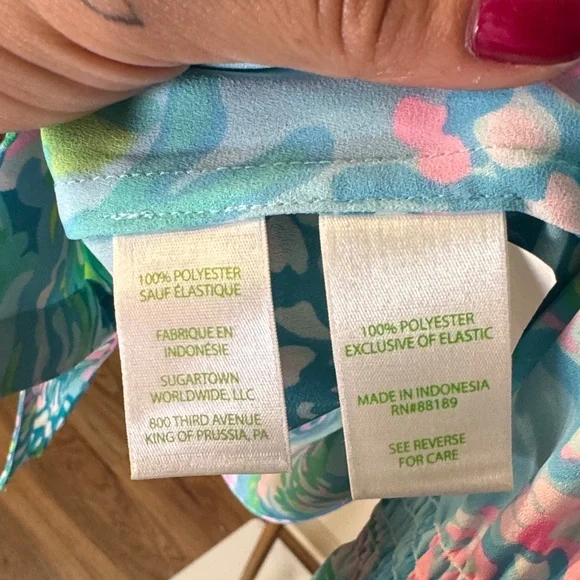 100% POLYESTER
SAUF ÉLASTIQUE
FABRIQUE EN
INDONÉSIE
SUGARTOWN
WORLDWIDE, LLC
800 THIRD AVENUE
KING OF PRUSSIA, PA
100% POLYESTER
EXCLUSIVE OF ELASTIC
MADE IN INDONESIA
RN#88189
SEE REVERSE
FOR CARE